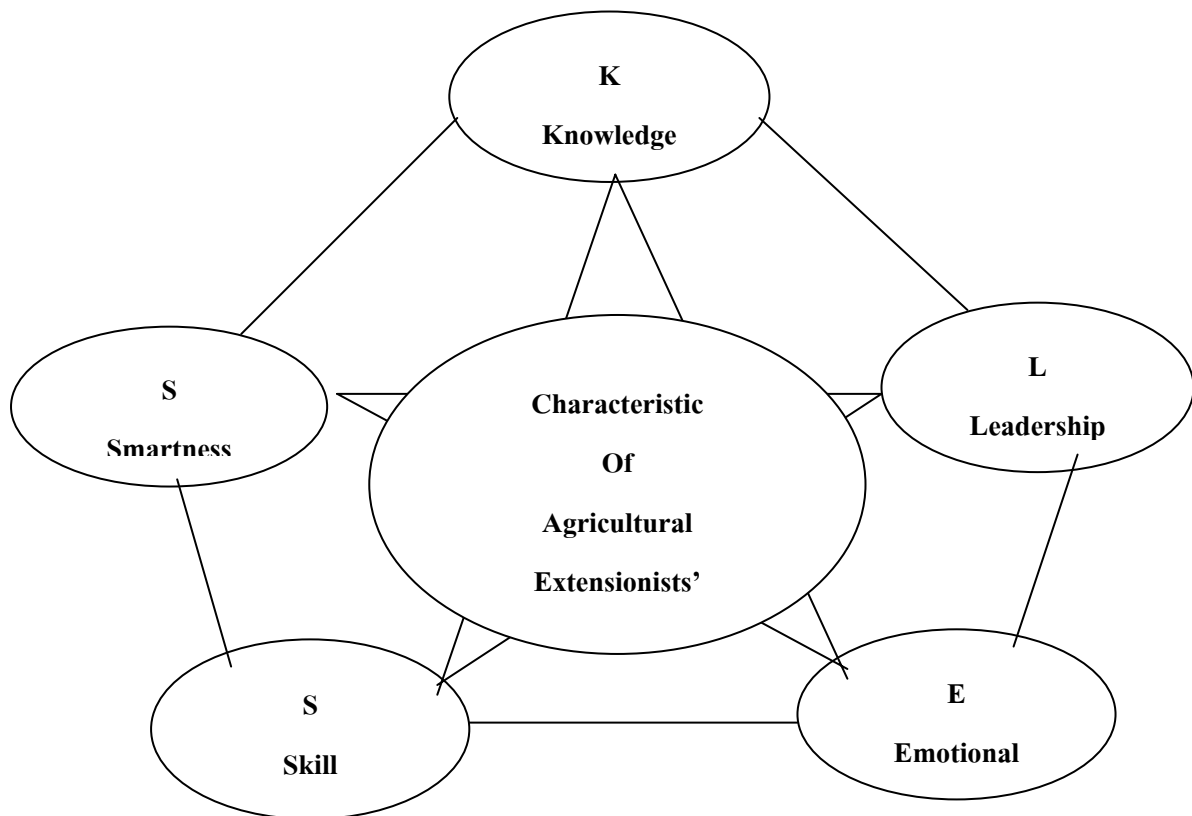 K
Knowledge
S
Smartness
Characteristic
Of
Agricultural
Extensionists’
L
Leadership
S
Skill
E
Emotional